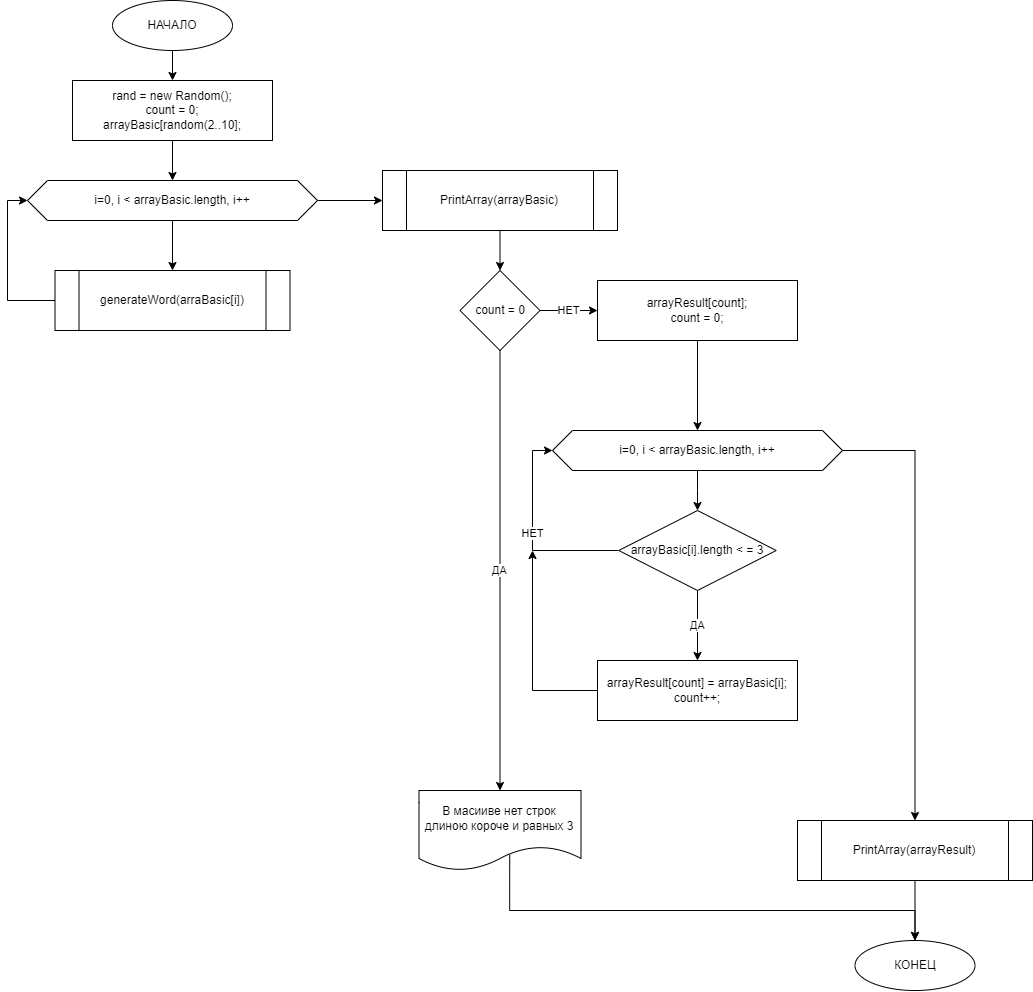 НАЧАЛО
rand = new Random();
count = 0;
arrayBasic[random(2..10];
i=0, i < arrayBasic.length, i++
generateWord(arraBasic[i])
PrintArray(arrayBasic)
count = 0
НЕТ
arrayResult[count];
count = 0;
i=0, i < arrayBasic.length, i++
НЕТ
arrayBasic[i].length < = 3
ДА
ДА
arrayResult[count] = arrayBasic[i];
count++;
В масииве нет строк
длиною короче и равных 3
PrintArray(arrayResult)
КОНЕЦ